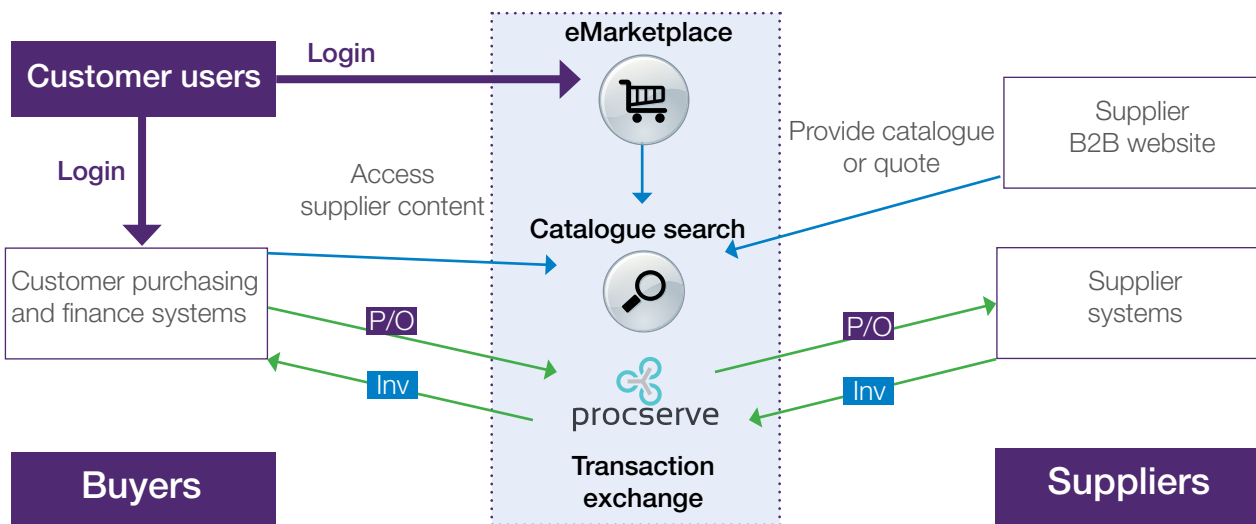 eMarketplace
Customer users
Login
Login
Access
supplier content
Provide catalogue
or quote
Supplier
B2B website
Catalogue search
Customer purchasing
and finance systems
P/O
Inv
Supplier
systems
P/O
Inv
procserve
Transaction
exchange
Buyers
Suppliers